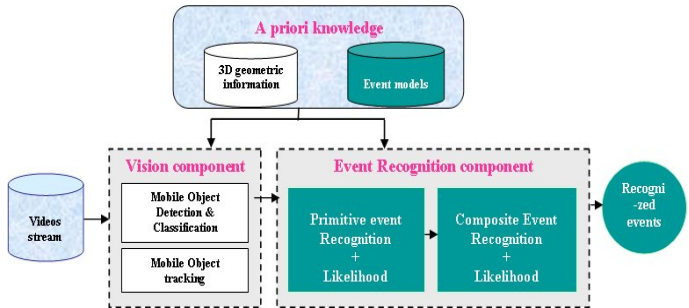 A priori knowledge
3D geometric
information
Event models
Vision component
Event Recognition component
Videos
stream
Mobile Object
Detection &
Classification
Mobile Object
tracking
Primitive event
Recognition
+
Likelihood
Composite Event
Recognition
+
Likelihood
Recogni
-zed
events